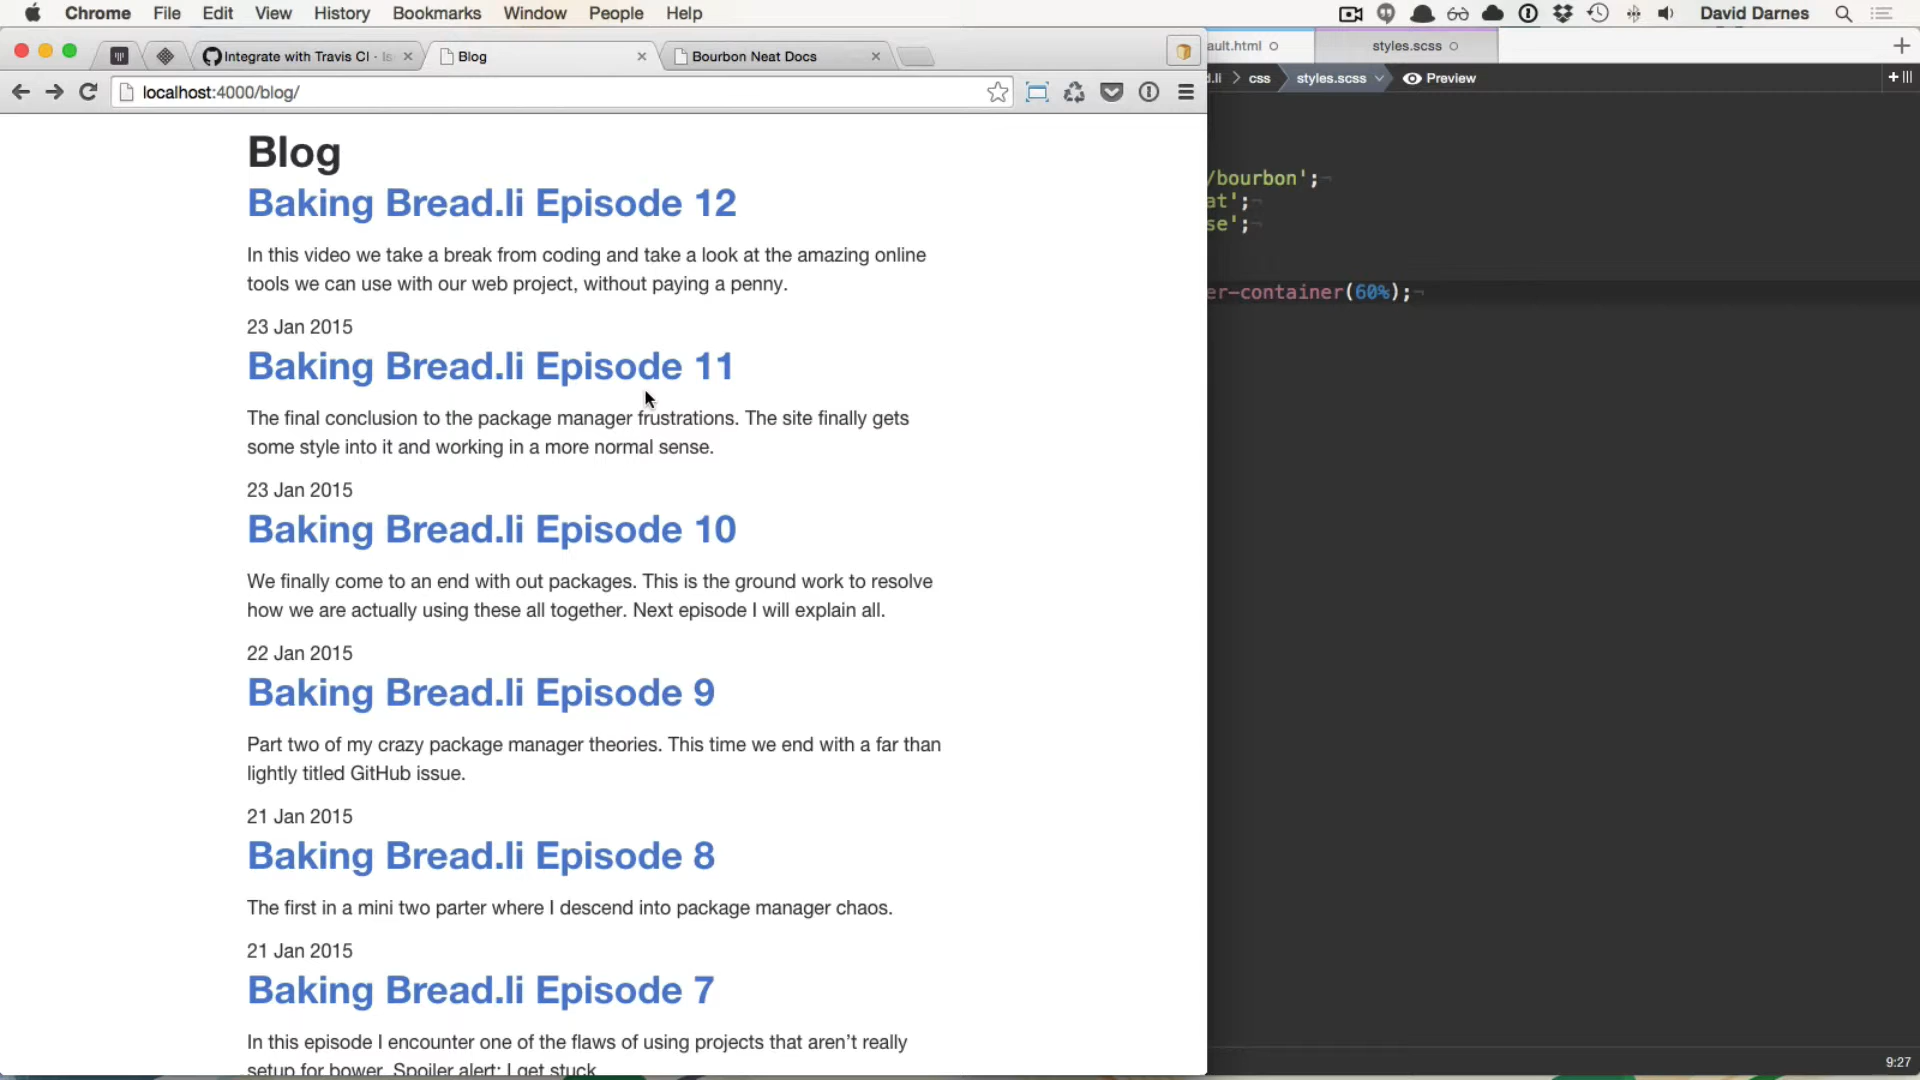 Chrome File Edit View History Bookmarks Window People Help David Darnes
Integrate with Travis CI · Is
Blog
Bourbon Neat Docs
ault.html
styles.scss
localhost:4000/blog/
d.li css styles.scss Preview
Blog
Baking Bread.li Episode 12
In this video we take a break from coding and take a look at the amazing online
tools we can use with our web project, without paying a penny.
23 Jan 2015
Baking Bread.li Episode 11
The final conclusion to the package manager frustrations. The site finally gets
some style into it and working in a more normal sense.
23 Jan 2015
Baking Bread.li Episode 10
We finally come to an end with out packages. This is the ground work to resolve
how we are actually using these all together. Next episode I will explain all.
22 Jan 2015
Baking Bread.li Episode 9
Part two of my crazy package manager theories. This time we end with a far than
lightly titled GitHub issue.
21 Jan 2015
Baking Bread.li Episode 8
The first in a mini two parter where I descend into package manager chaos.
21 Jan 2015
Baking Bread.li Episode 7
In this episode I encounter one of the flaws of using projects that aren't really
setup for bower. Spoiler alert: I get stuck
/bourbon';
at';
se';
er-container(60%);
9:27